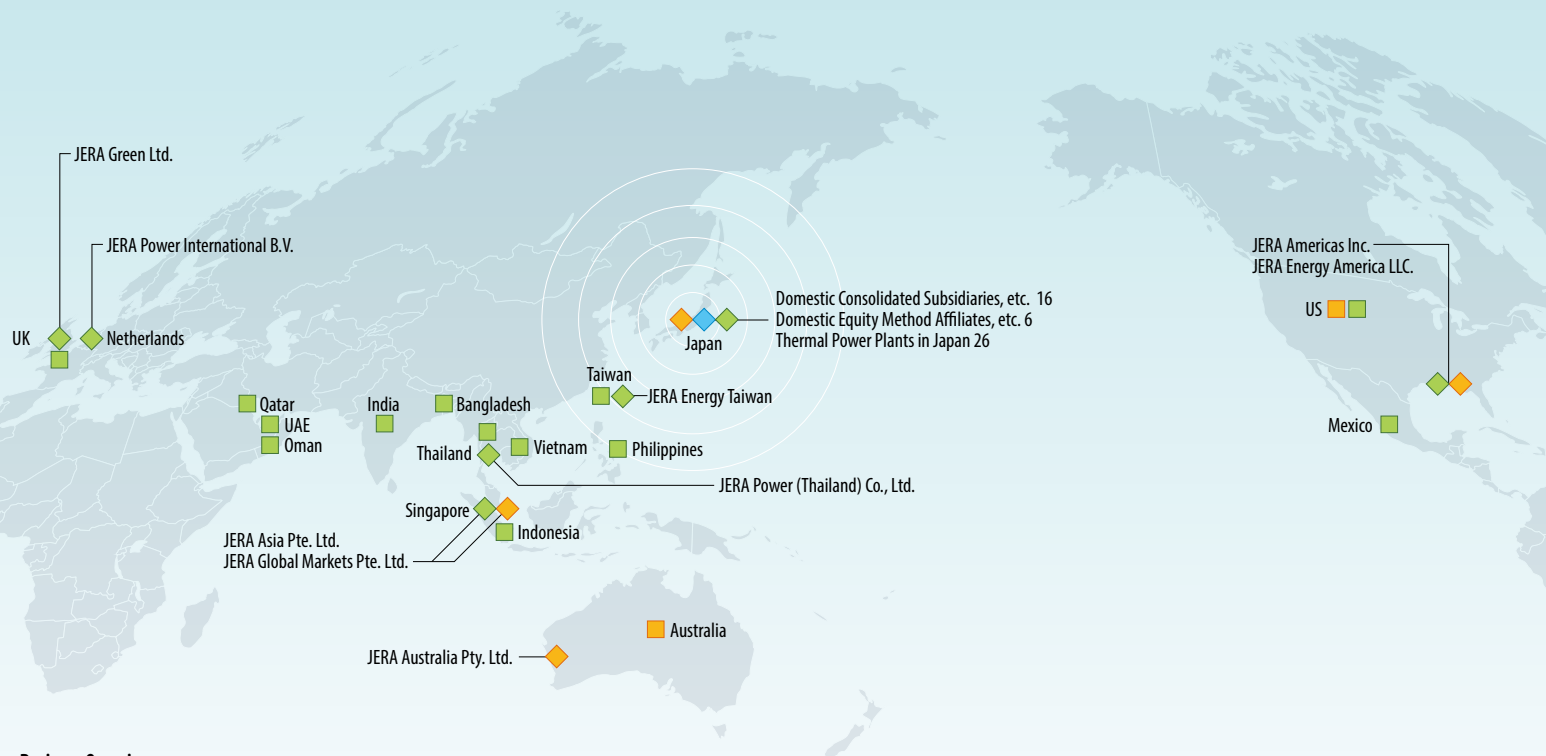 JERA Green Ltd.
JERA Power International B.V.
UK
Netherlands
JERA Americas Inc.
JERA Energy America LLC.
US
Domestic Consolidated Subsidiaries, etc. 16
Domestic Equity Method Affiliates, etc. 6
Thermal Power Plants in Japan 26
Japan
Taiwan
JERA Energy Taiwan
Qatar
UAE
Oman
India
Bangladesh
Thailand
Vietnam
Philippines
Mexico
JERA Power (Thailand) Co., Ltd.
Singapore
Indonesia
JERA Asia Pte. Ltd.
JERA Global Markets Pte. Ltd.
Australia
JERA Australia Pty. Ltd.